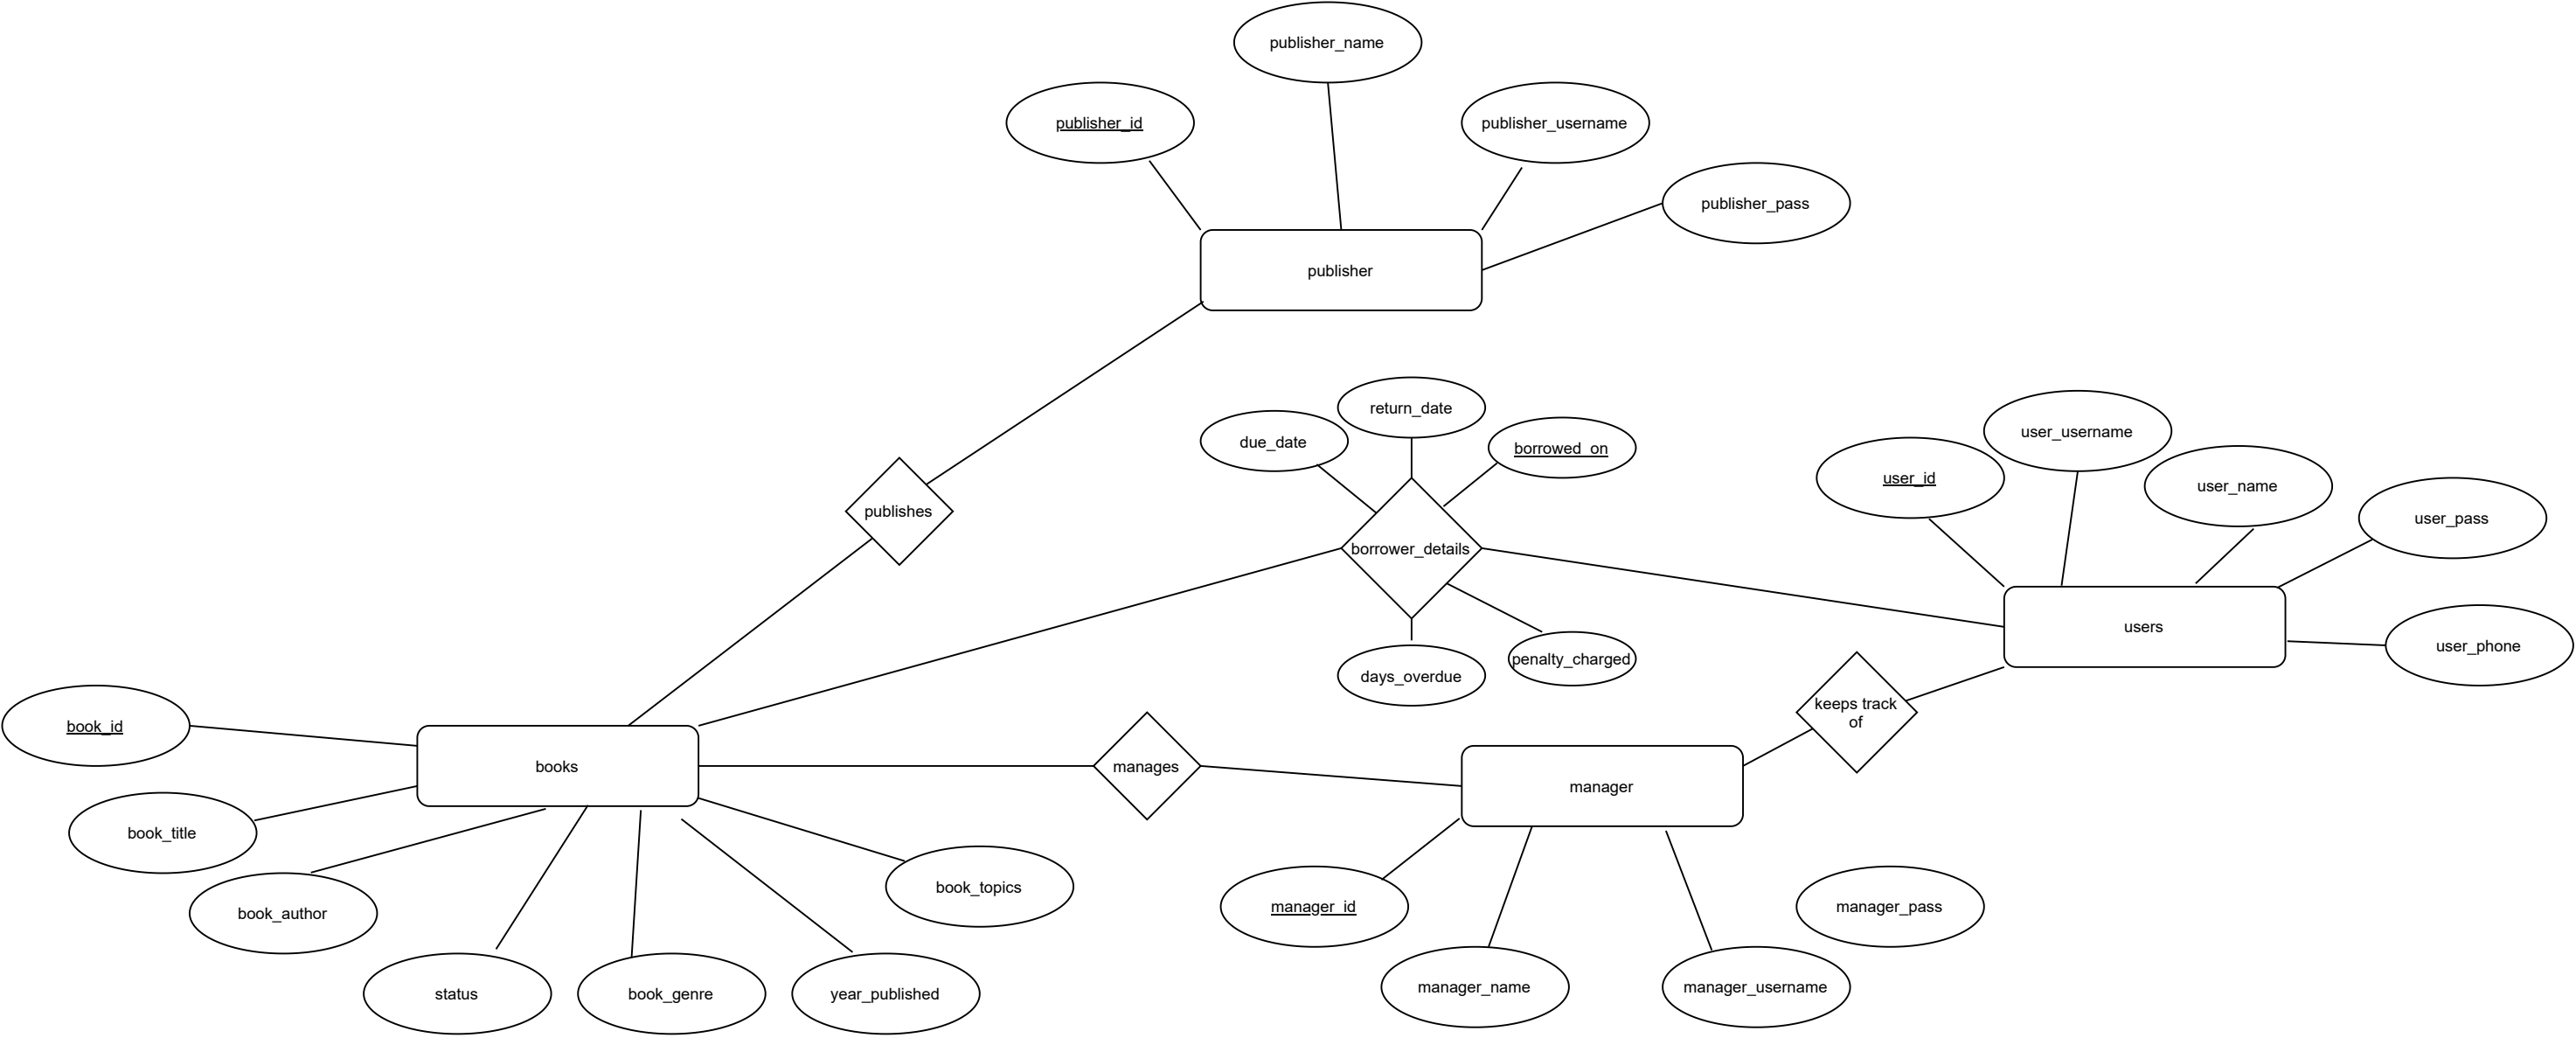 publisher_name
publisher_id
publisher_username
publisher_pass
publisher
return_date
due_date
borrowed_on
user_username
user_id
user_name
user_pass
publishes
borrower_details
users
user_phone
penalty_charged
days_overdue
keeps track
of
book_id
books
manages
manager
book_title
book_topics
book_author
manager_id
manager_pass
status
book_genre
year_published
manager_name
manager_username